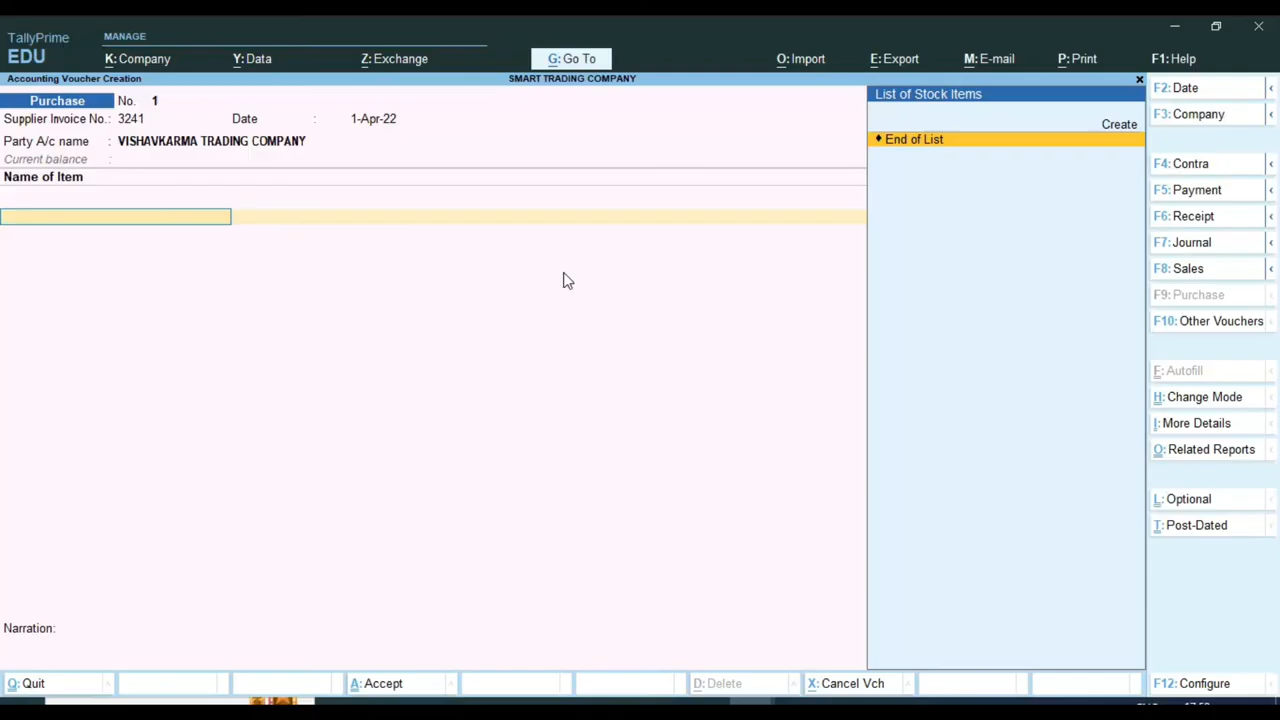 TallyPrime
EDU
MANAGE
K: Company
Y: Data
Z: Exchange
G: Go To
O: Import
E: Export
M: E-mail
P: Print
F1: Help
Accounting Voucher Creation
SMART TRADING COMPANY
Purchase No. 1
Supplier Invoice No.: 3241 Date : 1-Apr-22
Party A/c name : VISHAVKARMA TRADING COMPANY
Current balance :
Name of Item
List of Stock Items
Create
♦ End of List
F2: Date
F3: Company
F4: Contra
F5: Payment
F6: Receipt
F7: Journal
F8: Sales
F9: Purchase
F10: Other Vouchers
F: Autofill
H: Change Mode
I: More Details
O: Related Reports
L: Optional
T: Post-Dated
Narration:
Q: Quit
A: Accept
D: Delete
X: Cancel Vch
F12: Configure